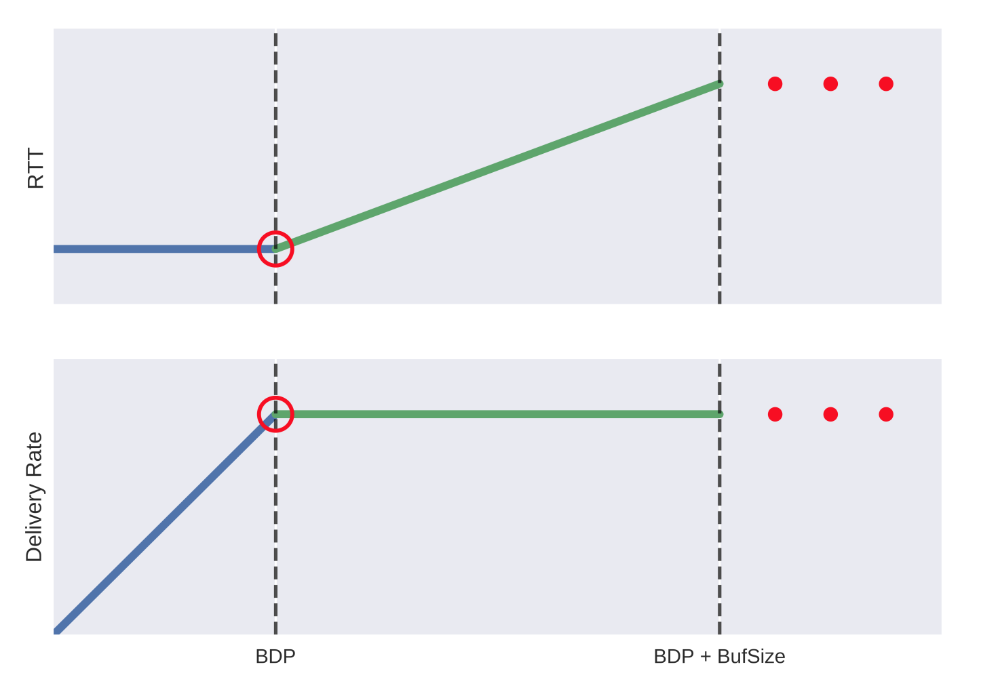 RTT
Delivery Rate
BDP
BDP + BufSize